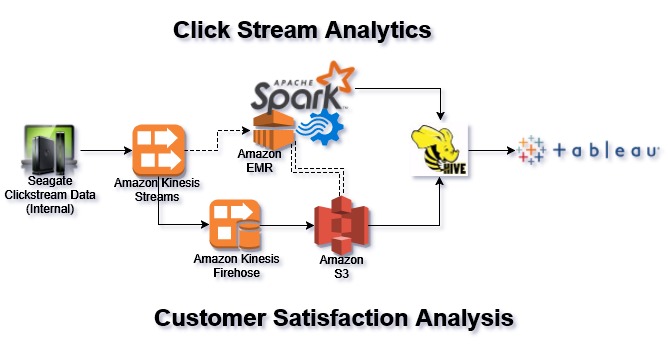 Click Stream Analytics
APACHE
Spark
Amazon
EMR
HIVE
tableau
Seagate
Clickstream Data
(Internal)
Amazon Kinesis
Streams
Amazon Kinesis
Firehose
Amazon
S3
Customer Satisfaction Analysis